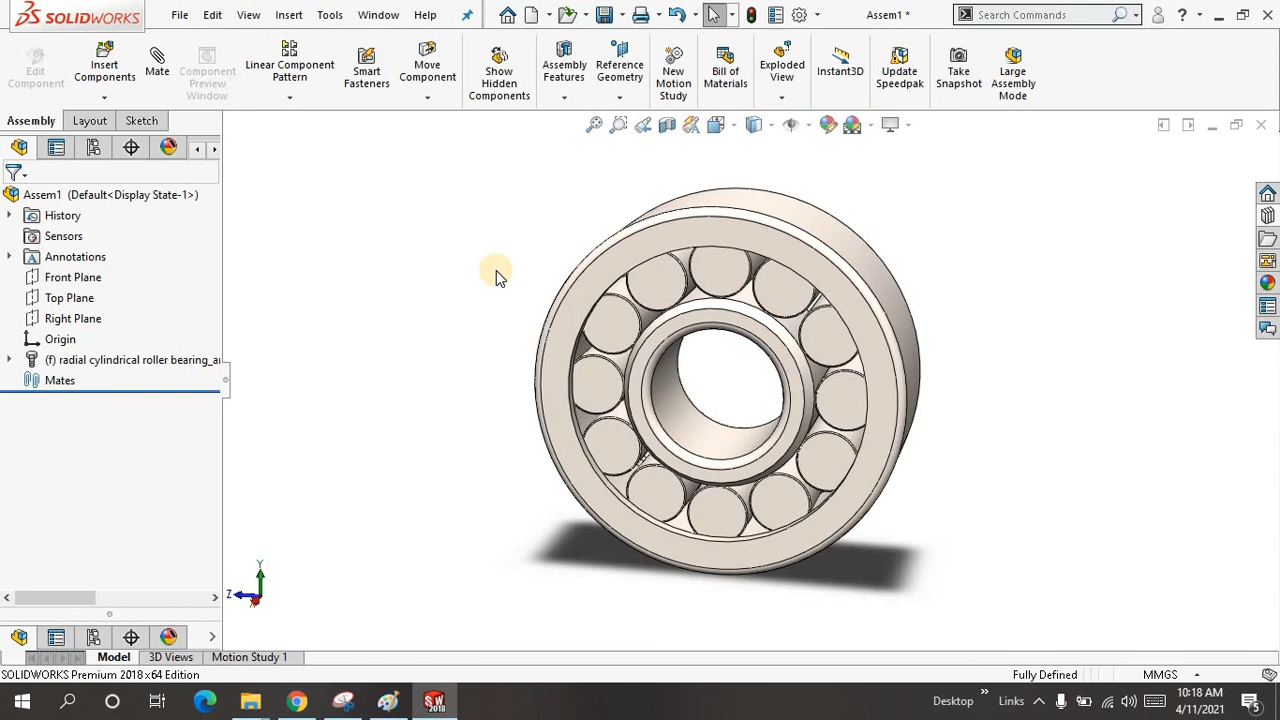 SOLIDWORKS File Edit View Insert Tools Window Help Assem1 * Search Commands ?
Edit Component
Insert Components
Mate
Component Preview Window
Linear Component Pattern
Smart Fasteners
Move Component
Show Hidden Components
Assembly Features
Reference Geometry
New Motion Study
Bill of Materials
Exploded View
Instant3D
Update Speedpak
Take Snapshot
Large Assembly Mode
Assembly Layout Sketch
Assem1 (Default<Display State-1>)
History
Sensors
A Annotations
Front Plane
Top Plane
Right Plane
Origin
(f) radial cylindrical roller bearing_a
Mates
Y
Z
Model 3D Views Motion Study 1
SOLIDWORKS Premium 2018 x64 Edition Fully Defined MMGS
SW 2018
Desktop Links 10:18 AM
4/11/2021 5